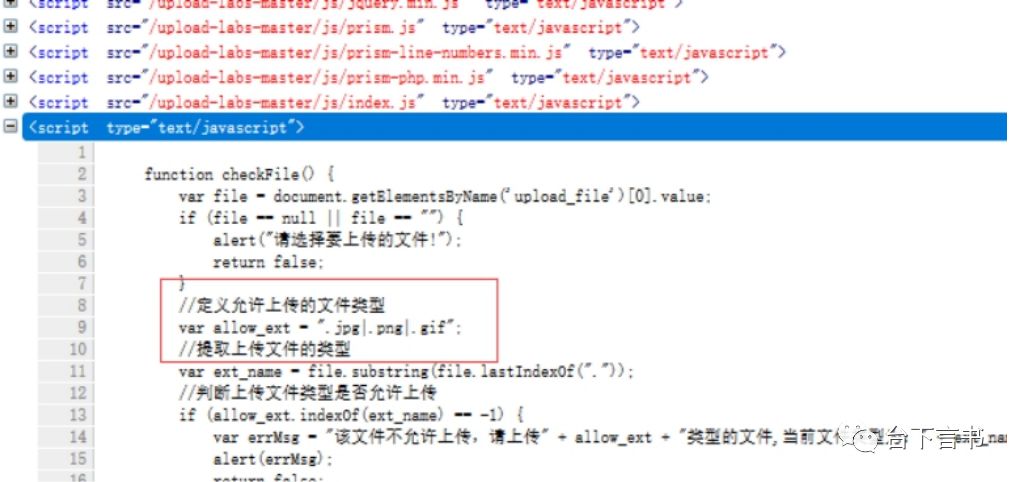 <script src="/upload-labs-master/js/jquery.min.js" type="text/javascript">
<script src="/upload-labs-master/js/prism.js" type="text/javascript">
<script src="/upload-labs-master/js/prism-line-numbers.min.js" type="text/javascript">
<script src="/upload-labs-master/js/prism-php.min.js" type="text/javascript">
<script src="/upload-labs-master/js/index.js" type="text/javascript">
<script type="text/javascript">
1
2 function checkFile() {
3 var file = document.getElementsByName('upload_file')[0].value;
4 if (file == null || file == "") {
5 alert("请选择要上传的文件!");
6 return false;
7 }
8 //定义允许上传的文件类型
9 var allow_ext = ".jpg|.png|.gif";
10 //提取上传文件的类型
11 var ext_name = file.substring(file.lastIndexOf("."));
12 //判断上传文件类型是否允许上传
13 if (allow_ext.indexOf(ext_name) == -1) {
14 var errMsg = "该文件不允许上传，请上传" + allow_ext + "类型的文件,当前文件
台下言书
15 alert(errMsg);
16 return false;